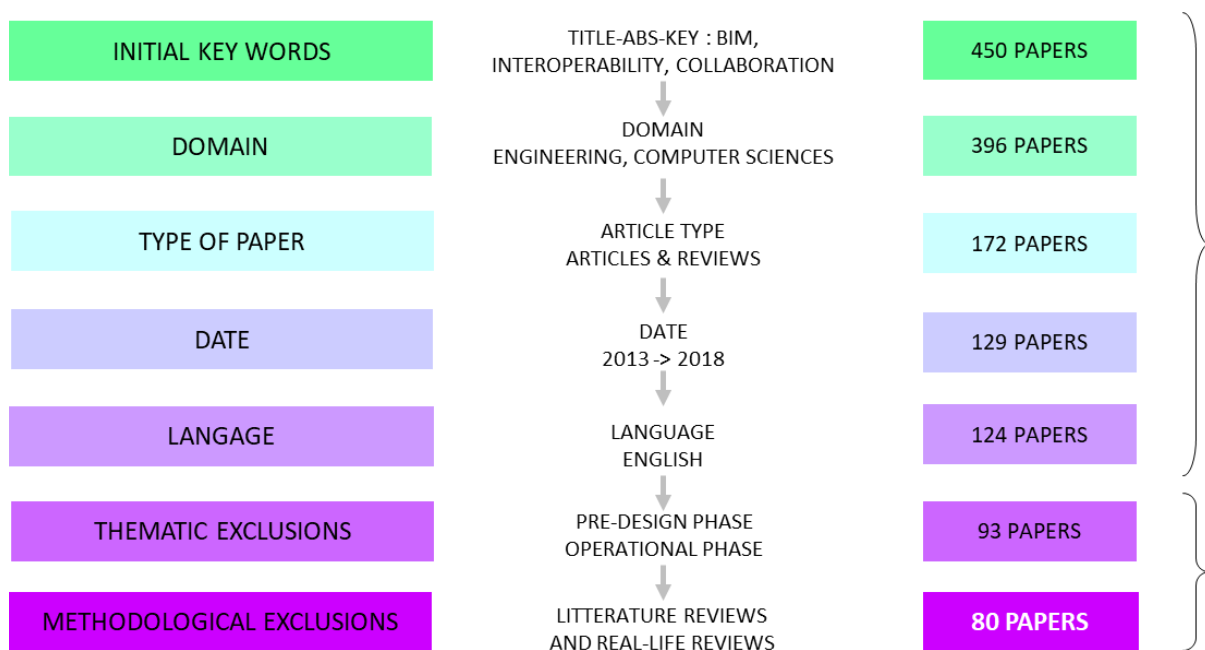 INITIAL KEY WORDS
TITLE-ABS-KEY : BIM,
INTEROPERABILITY, COLLABORATION
450 PAPERS
DOMAIN
DOMAIN
ENGINEERING, COMPUTER SCIENCES
396 PAPERS
TYPE OF PAPER
ARTICLE TYPE
ARTICLES & REVIEWS
172 PAPERS
DATE
DATE
2013 -> 2018
129 PAPERS
LANGAGE
LANGUAGE
ENGLISH
124 PAPERS
THEMATIC EXCLUSIONS
PRE-DESIGN PHASE
OPERATIONAL PHASE
93 PAPERS
METHODOLOGICAL EXCLUSIONS
LITTERATURE REVIEWS
AND REAL-LIFE REVIEWS
80 PAPERS